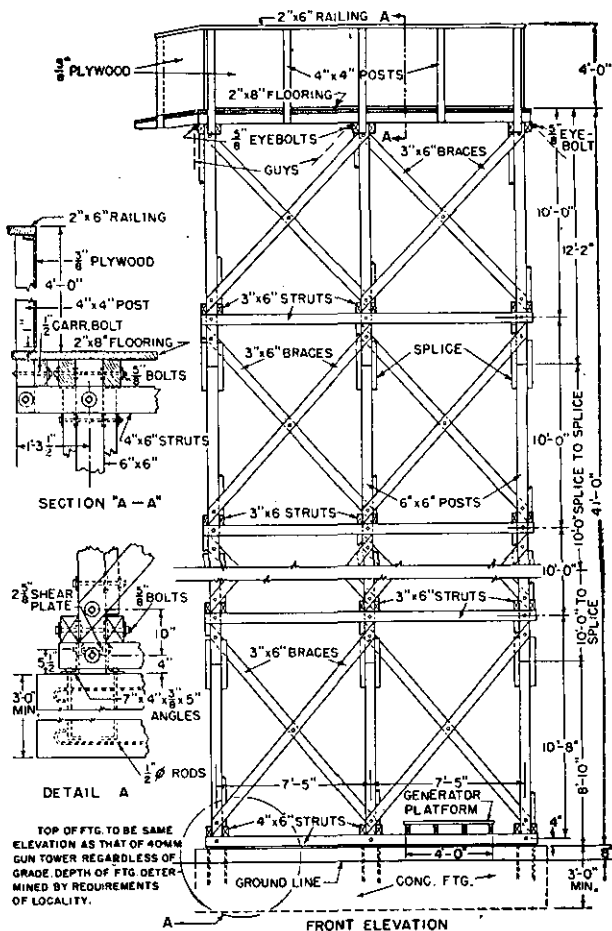 2"x6" RAILING A
PLYWOOD
4"x4" POSTS
2"x8" FLOORING
4'-0"
5/8" EYEBOLTS
A
5/8" EYE-
BOLT
GUYS
3"x6" BRACES
10'-0"
12'-2"
2"x6" RAILING
PLYWOOD
4'-0"
4"x4" POST
1/2" CARR. BOLT
2"x8" FLOORING
BOLTS
4"x6" STRUTS
1'-3 1/2"
6"x6"
SECTION "A-A"
3"x6" STRUTS
3"x6" BRACES
SPLICE
10'-0"
10'-0" SPLICE TO SPLICE
41'-0"
6"x6" POSTS
3"x6 STRUTS
10'-0"
3"x6" STRUTS
10'-0" TO
SPLICE
2 5/8" SHEAR
PLATE
BOLTS
10"
5 1/2"
4"
3'-0"
MIN.
7"x4"x3/8"x5"
ANGLES
1/2" Ø RODS
DETAIL A
3"x6" BRACES
10'-8"
8'-10"
7'-5"
7'-5"
GENERATOR
PLATFORM
4"x6" STRUTS
4'-0"
4"
8"
TOP OF FTG. TO BE SAME
ELEVATION AS THAT OF 40MM
GUN TOWER REGARDLESS OF
GRADE. DEPTH OF FTG. DETER-
MINED BY REQUIREMENTS
OF LOCALITY.
GROUND LINE
CONC. FTG.
3'-0"
MIN.
A
FRONT ELEVATION